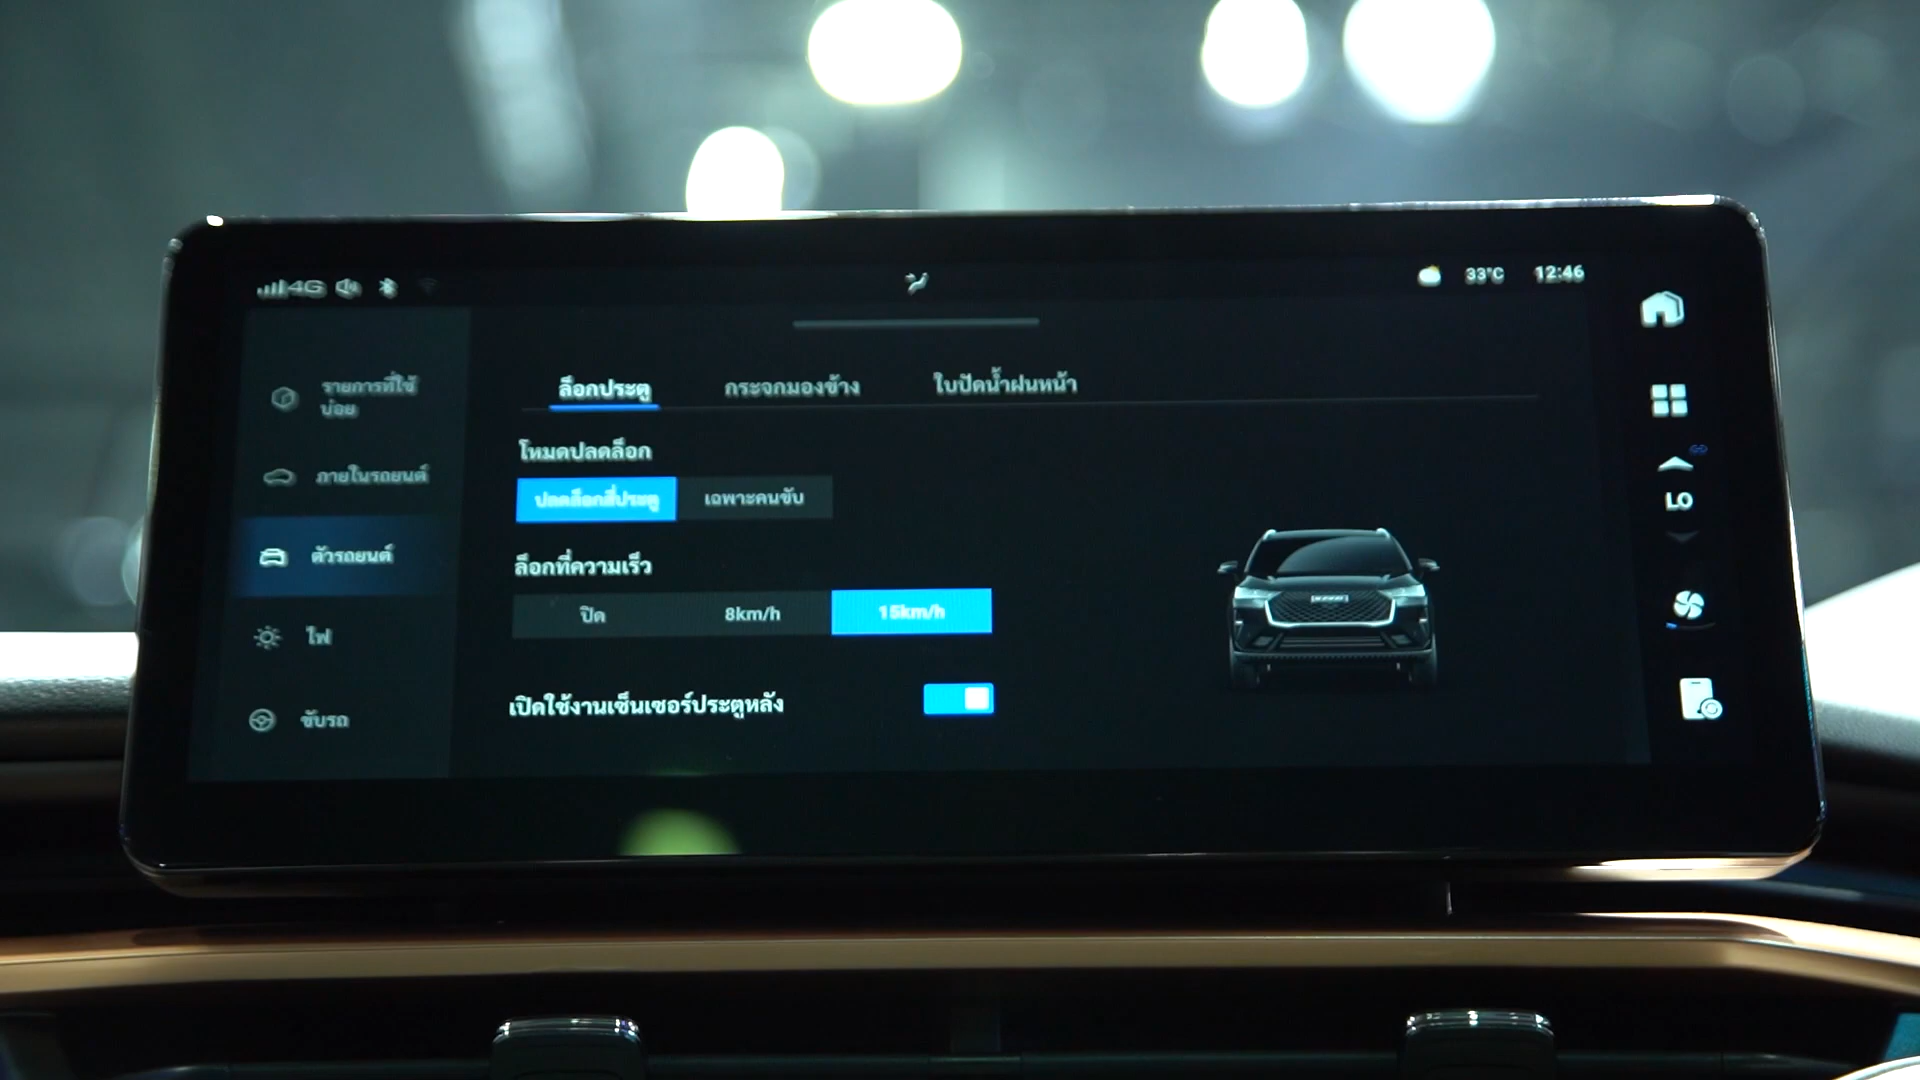 4G
33°C 12:46
รายการที่ใช้
บ่อย
ภายในรถยนต์
ตัวรถยนต์
ไฟ
ขับรถ
ล็อกประตู กระจกมองข้าง ใบปัดน้ำฝนหน้า
โหมดปลดล็อก
ปลดล็อกสี่ประตู เฉพาะคนขับ
ล็อกที่ความเร็ว
ปิด 8km/h 15km/h
เปิดใช้งานเซ็นเซอร์ประตูหลัง
LO